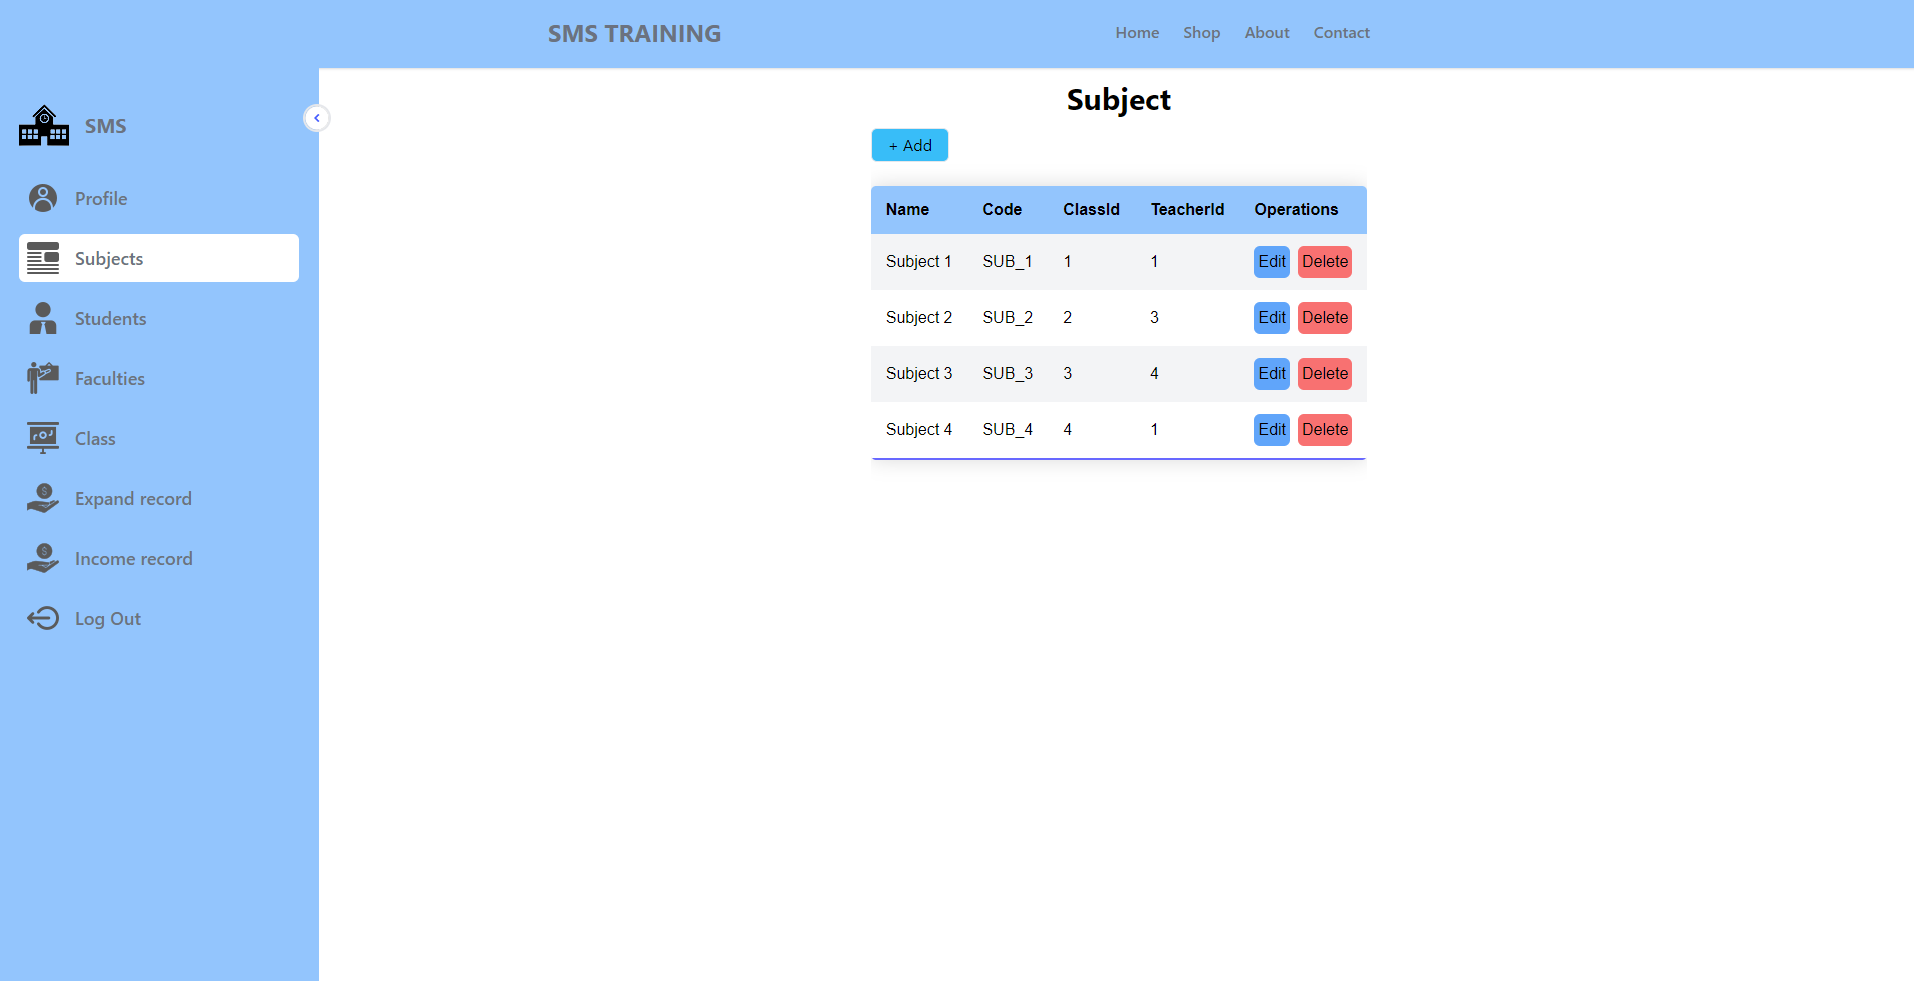 SMS TRAINING
Home Shop About Contact
SMS
Profile
Subjects
Students
Faculties
Class
Expand record
Income record
Log Out
Subject
+ Add
Name Code ClassId TeacherId Operations
Subject 1 SUB_1 1 1 Edit Delete
Subject 2 SUB_2 2 3 Edit Delete
Subject 3 SUB_3 3 4 Edit Delete
Subject 4 SUB_4 4 1 Edit Delete